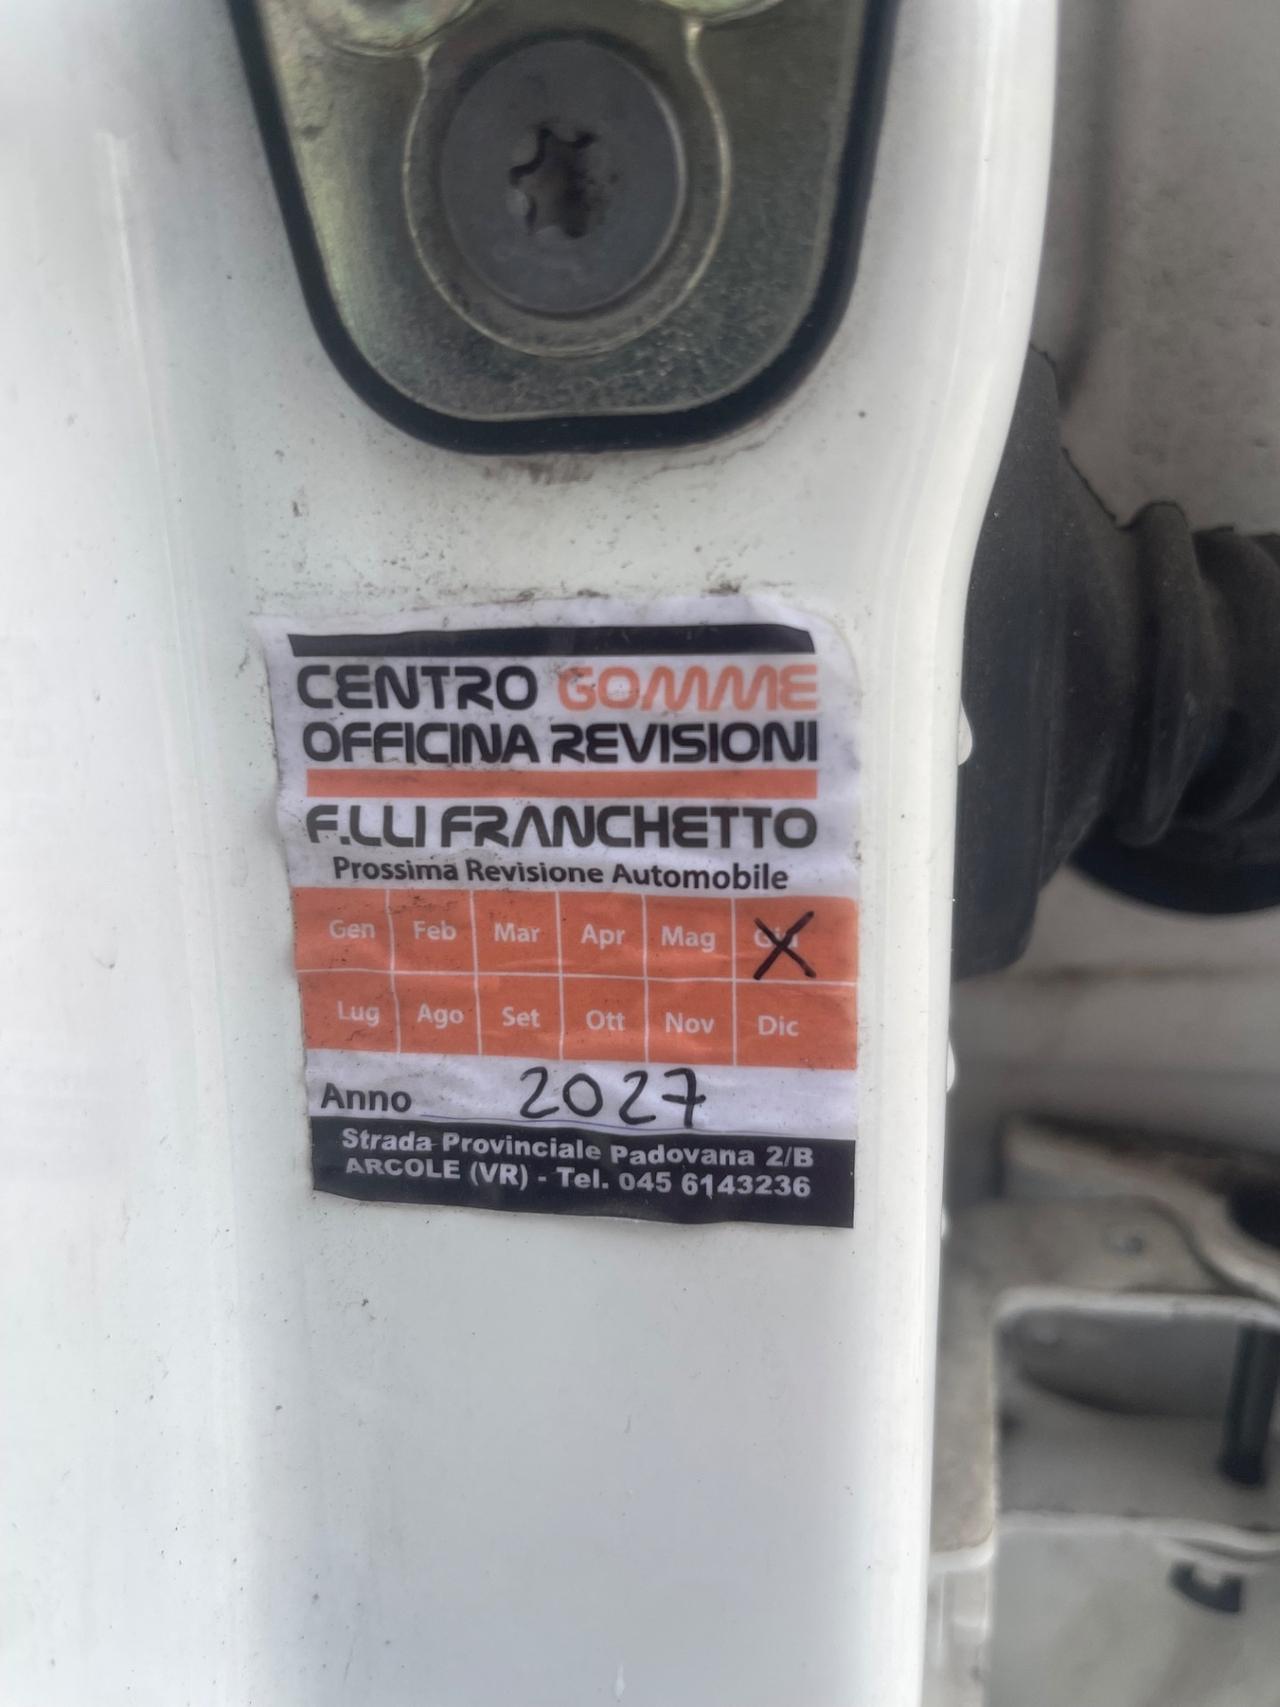 CENTRO GOMME
OFFICINA REVISIONI
F.LLI FRANCHETTO
Prossima Revisione Automobile
Gen Feb Mar Apr Mag Giu
Lug Ago Set Ott Nov Dic
Anno 2027
Strada Provinciale Padovana 2/B
ARCOLE (VR) - Tel. 045 6143236